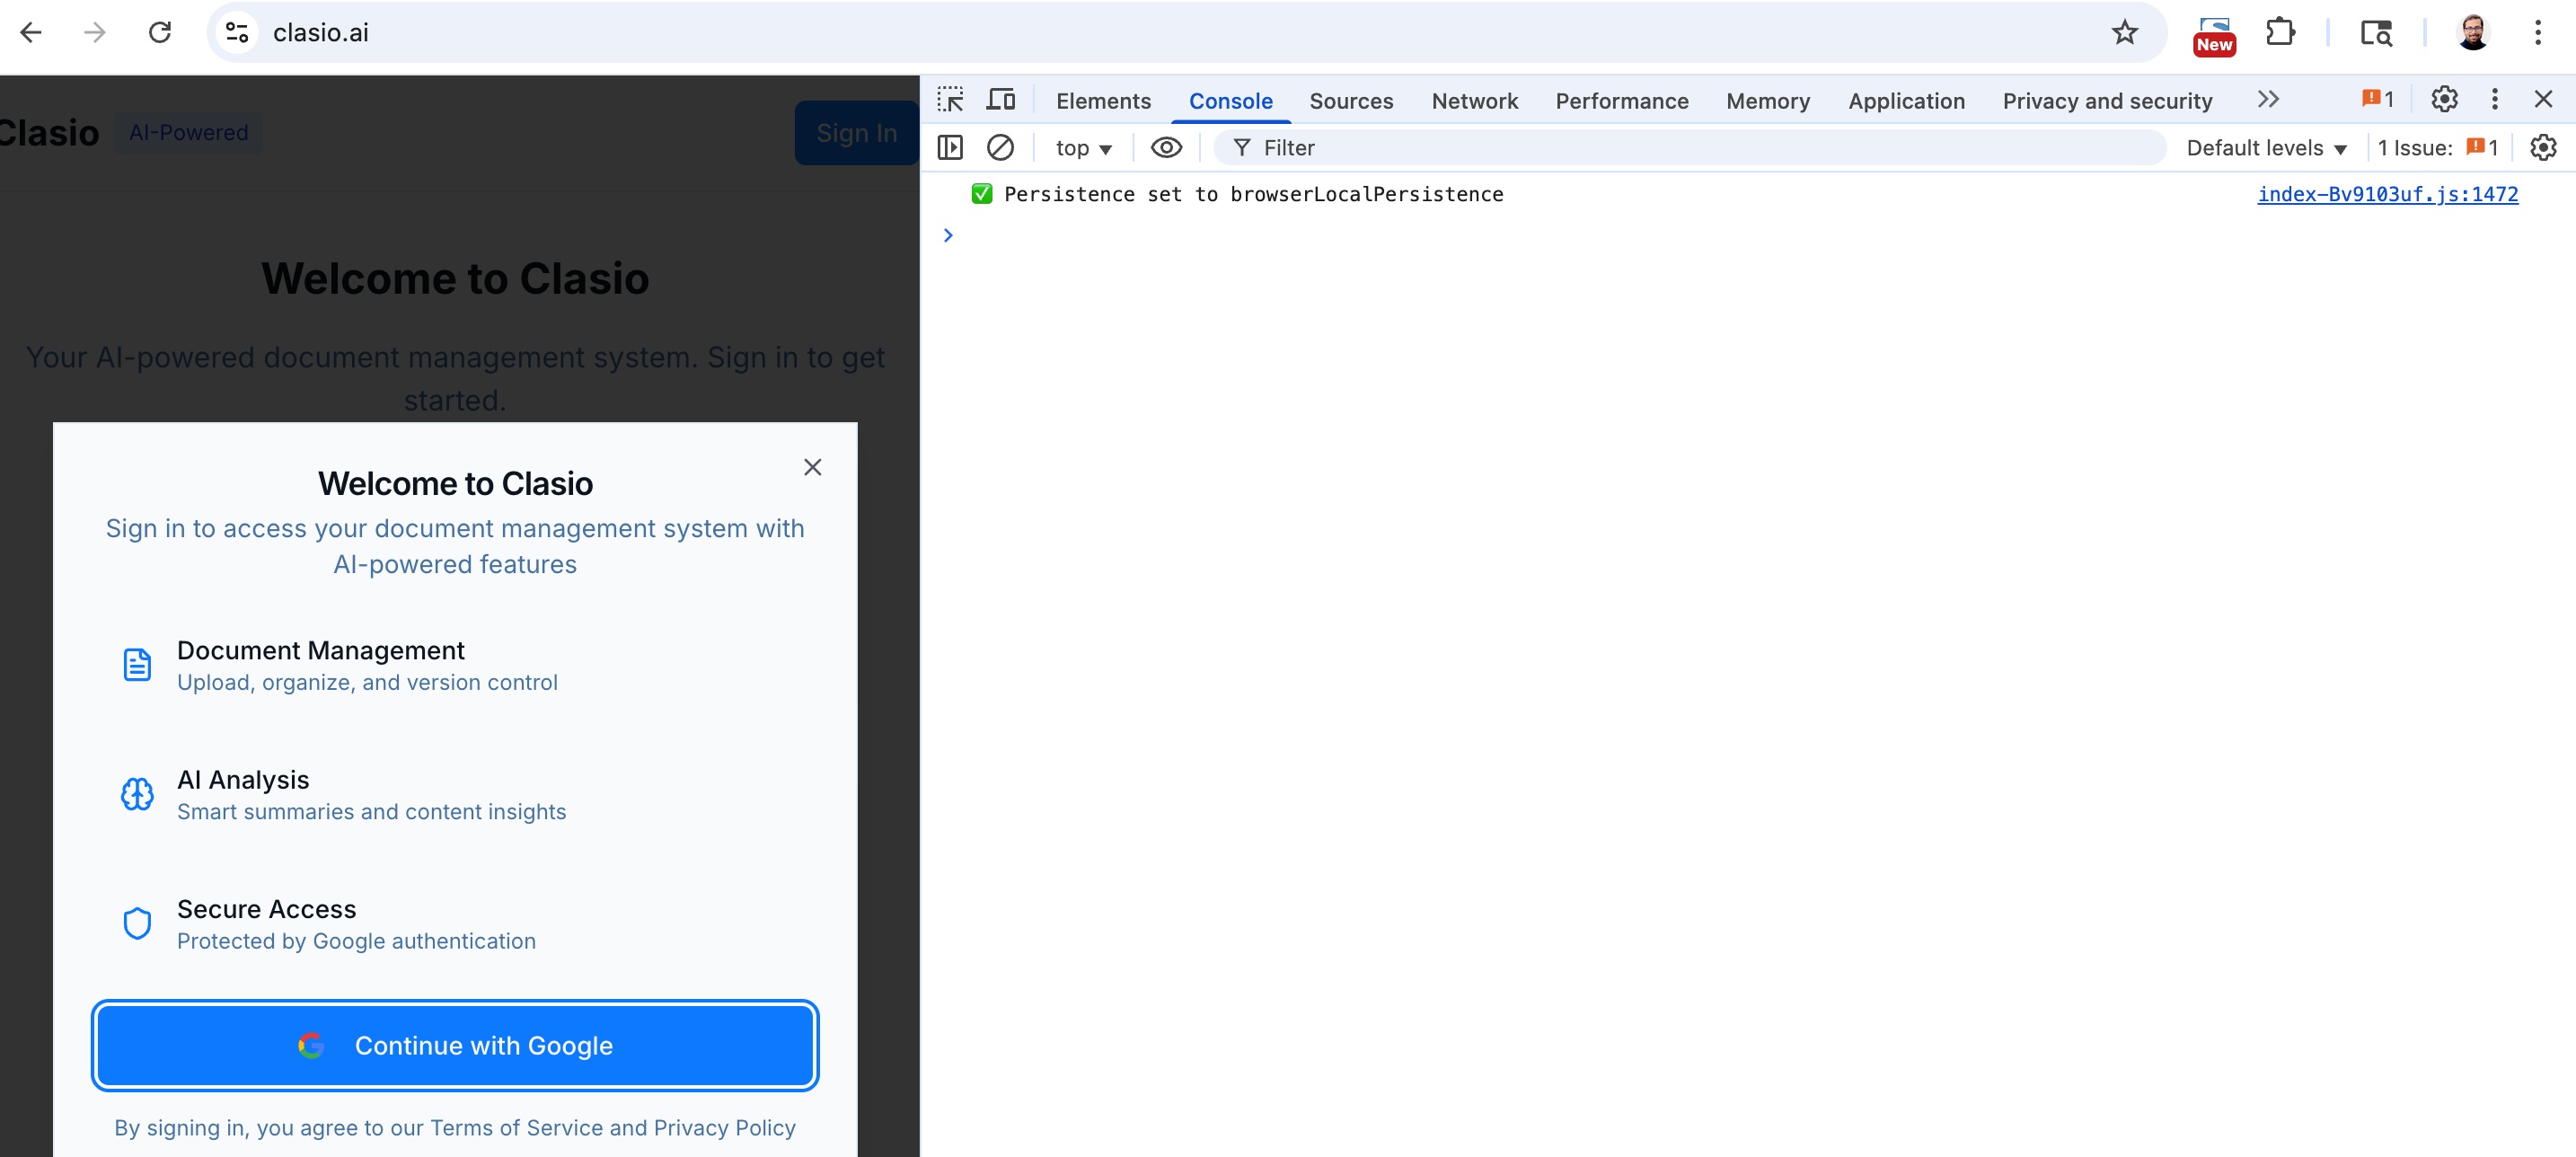 clasio.ai
New
Clasio AI-Powered Sign In
Welcome to Clasio
Your AI-powered document management system. Sign in to get
started.
Welcome to Clasio
Sign in to access your document management system with
AI-powered features
Document Management
Upload, organize, and version control
AI Analysis
Smart summaries and content insights
Secure Access
Protected by Google authentication
Continue with Google
By signing in, you agree to our Terms of Service and Privacy Policy
Elements Console Sources Network Performance Memory Application Privacy and security 1
top Filter Default levels 1 Issue: 1
Persistence set to browserLocalPersistence index-Bv9103uf.js:1472